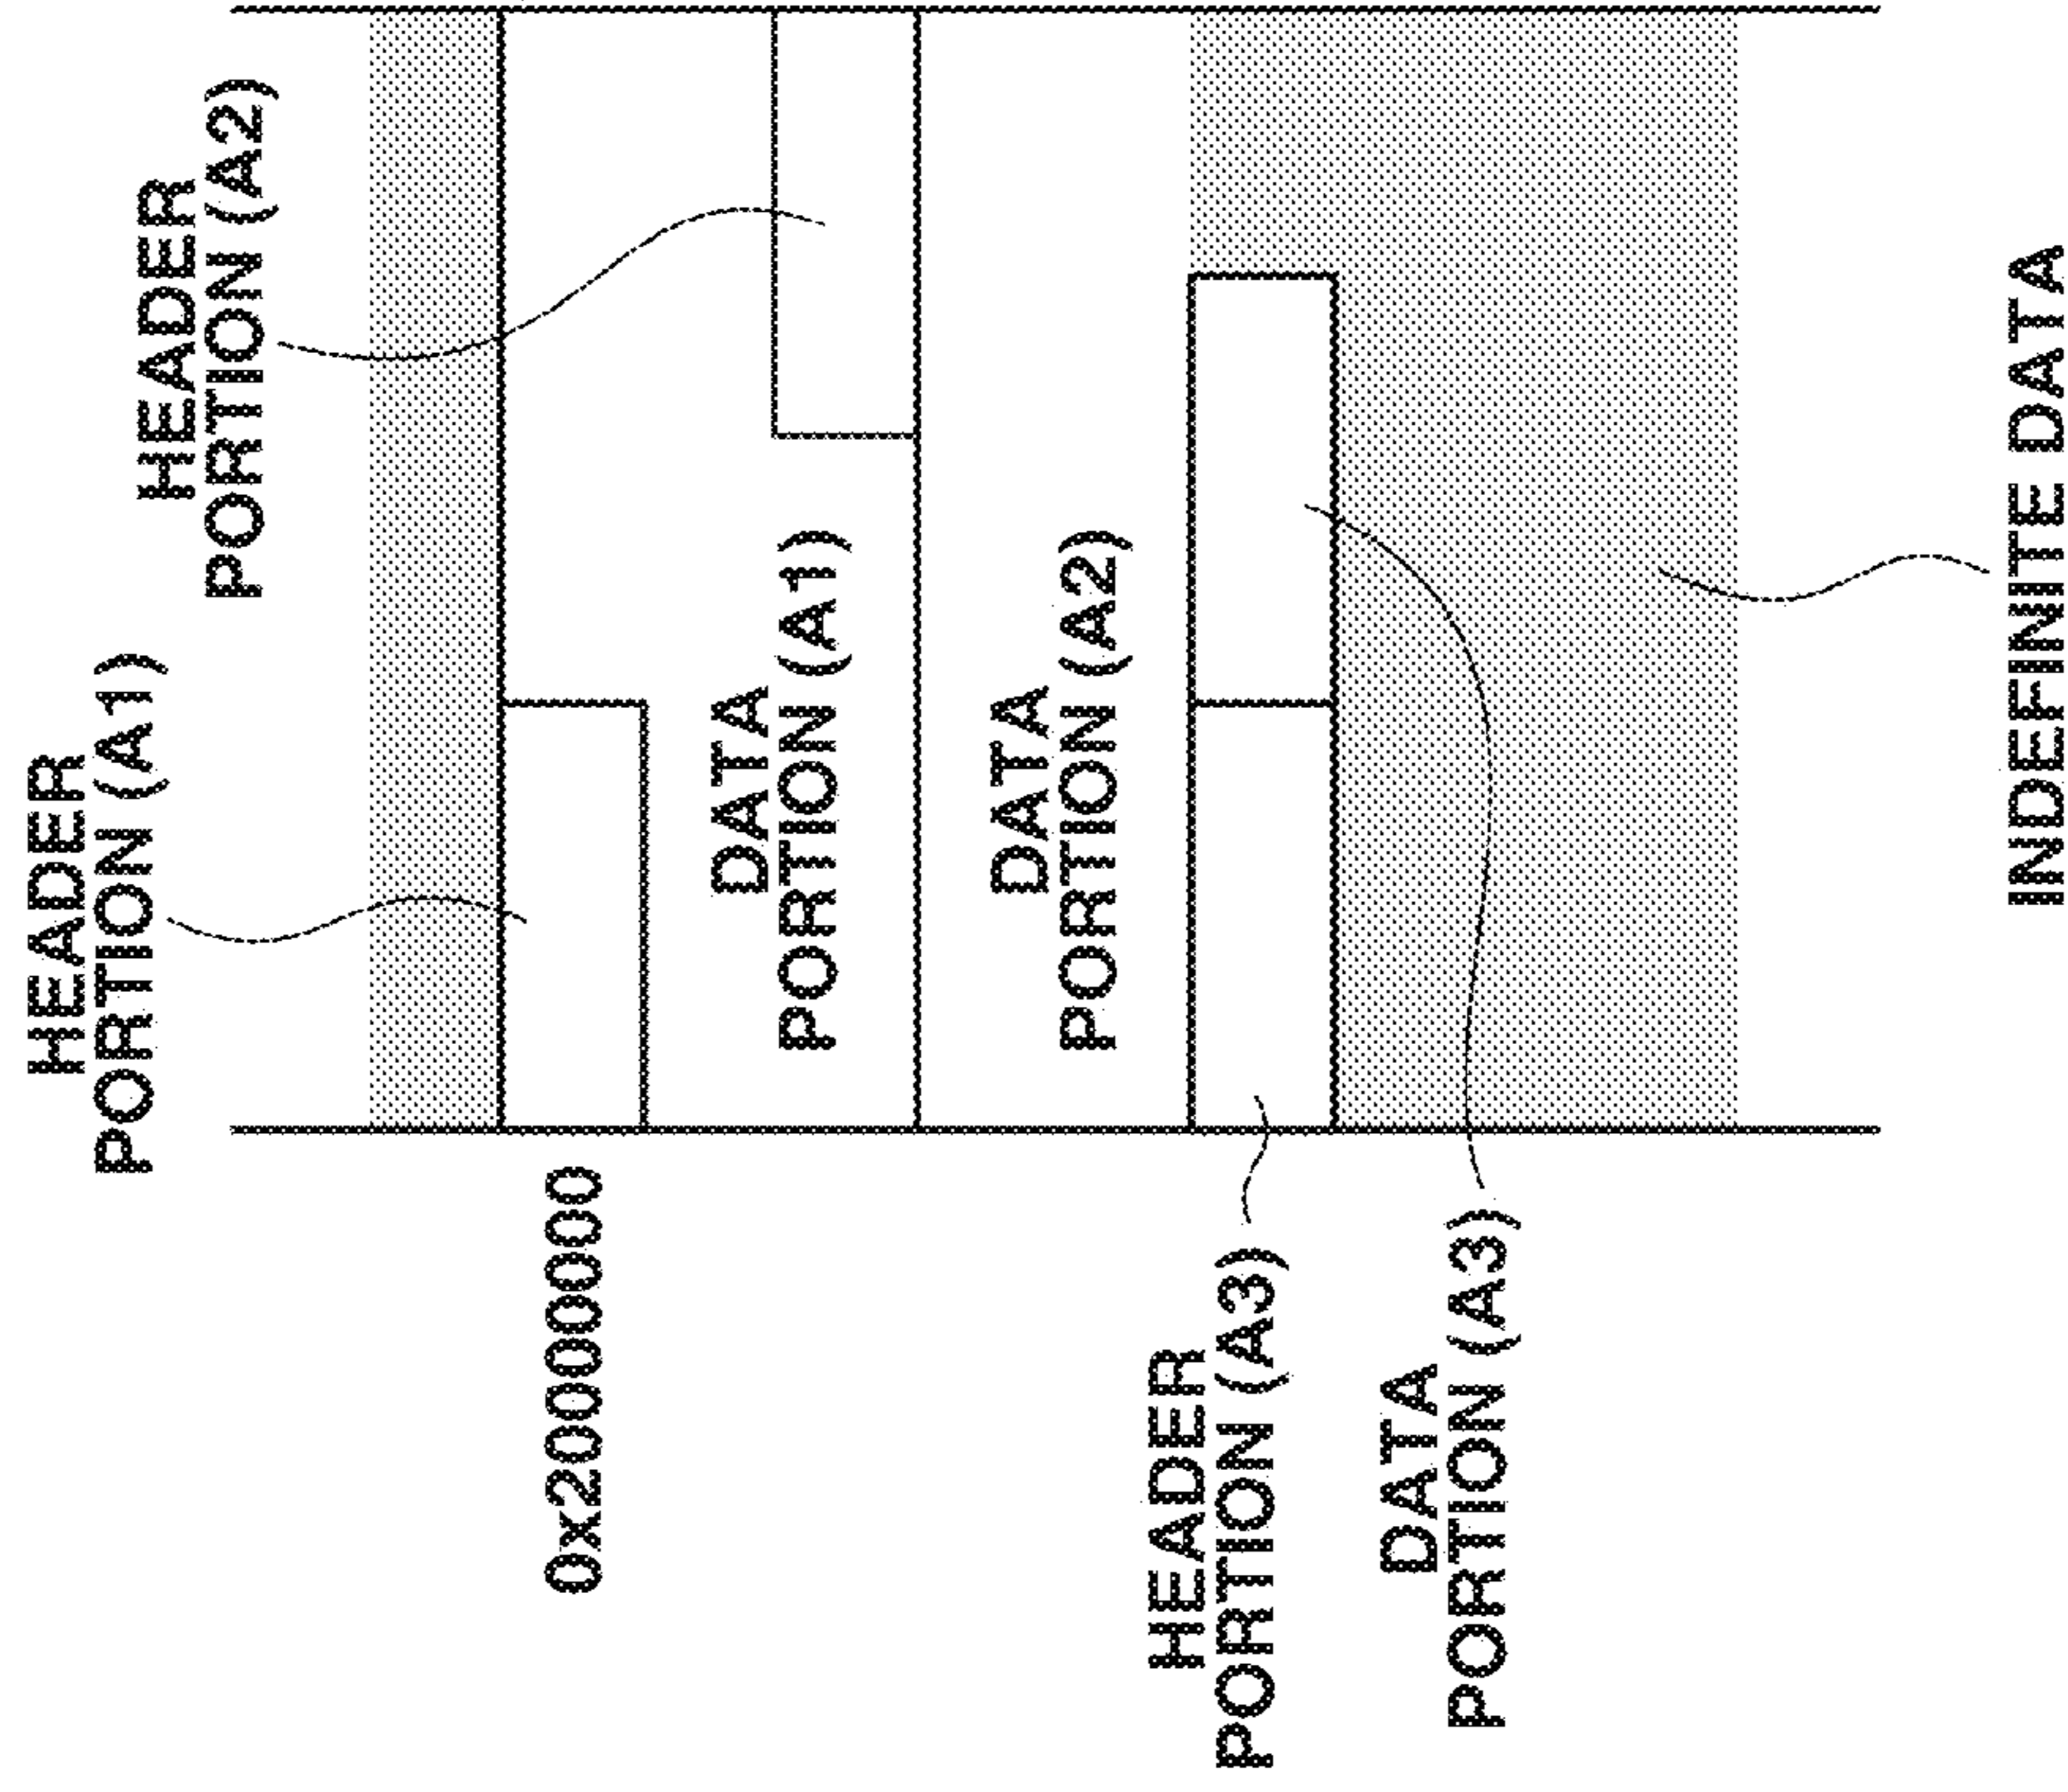 HEADER
PORTION (A1)
HEADER
PORTION (A2)
0x20000000
DATA
PORTION (A1)
DATA
PORTION (A2)
HEADER
PORTION (A3)
DATA
PORTION (A3)
INDEFINITE DATA